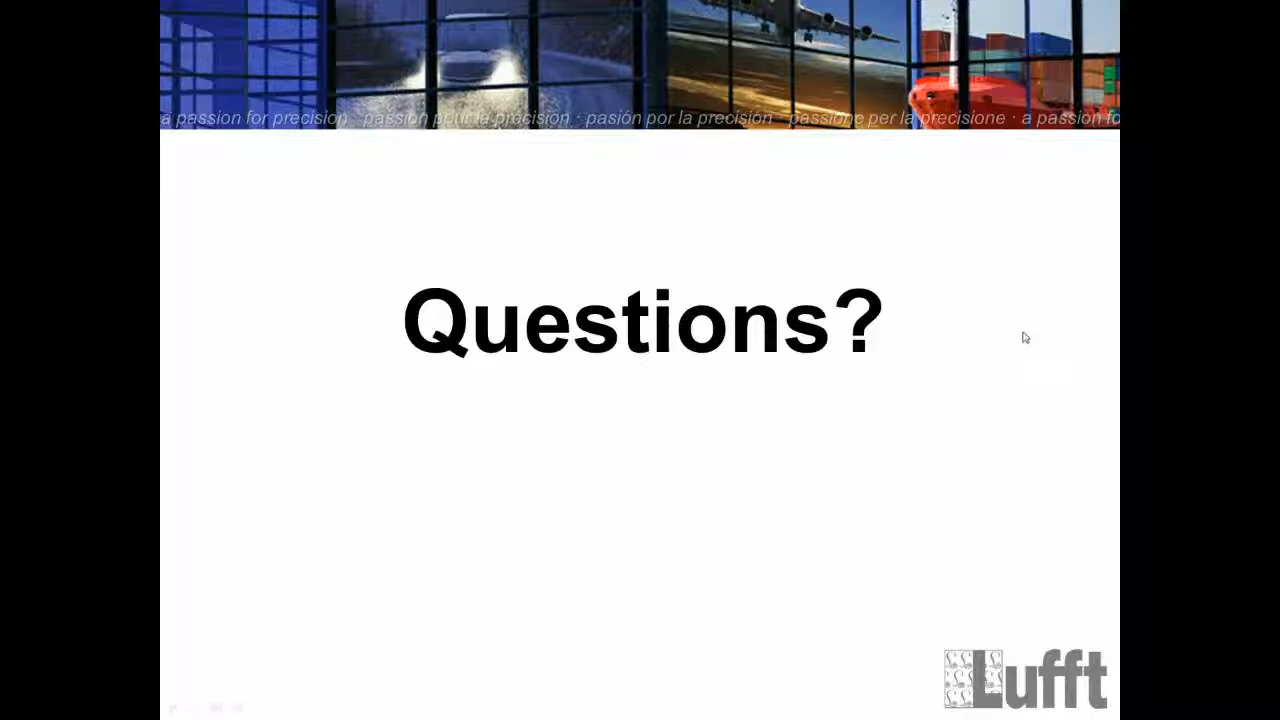 a passion for precision · passion pour la précision · pasión por la precisión · passione per la precisione · a passion fo
Questions?
Lufft